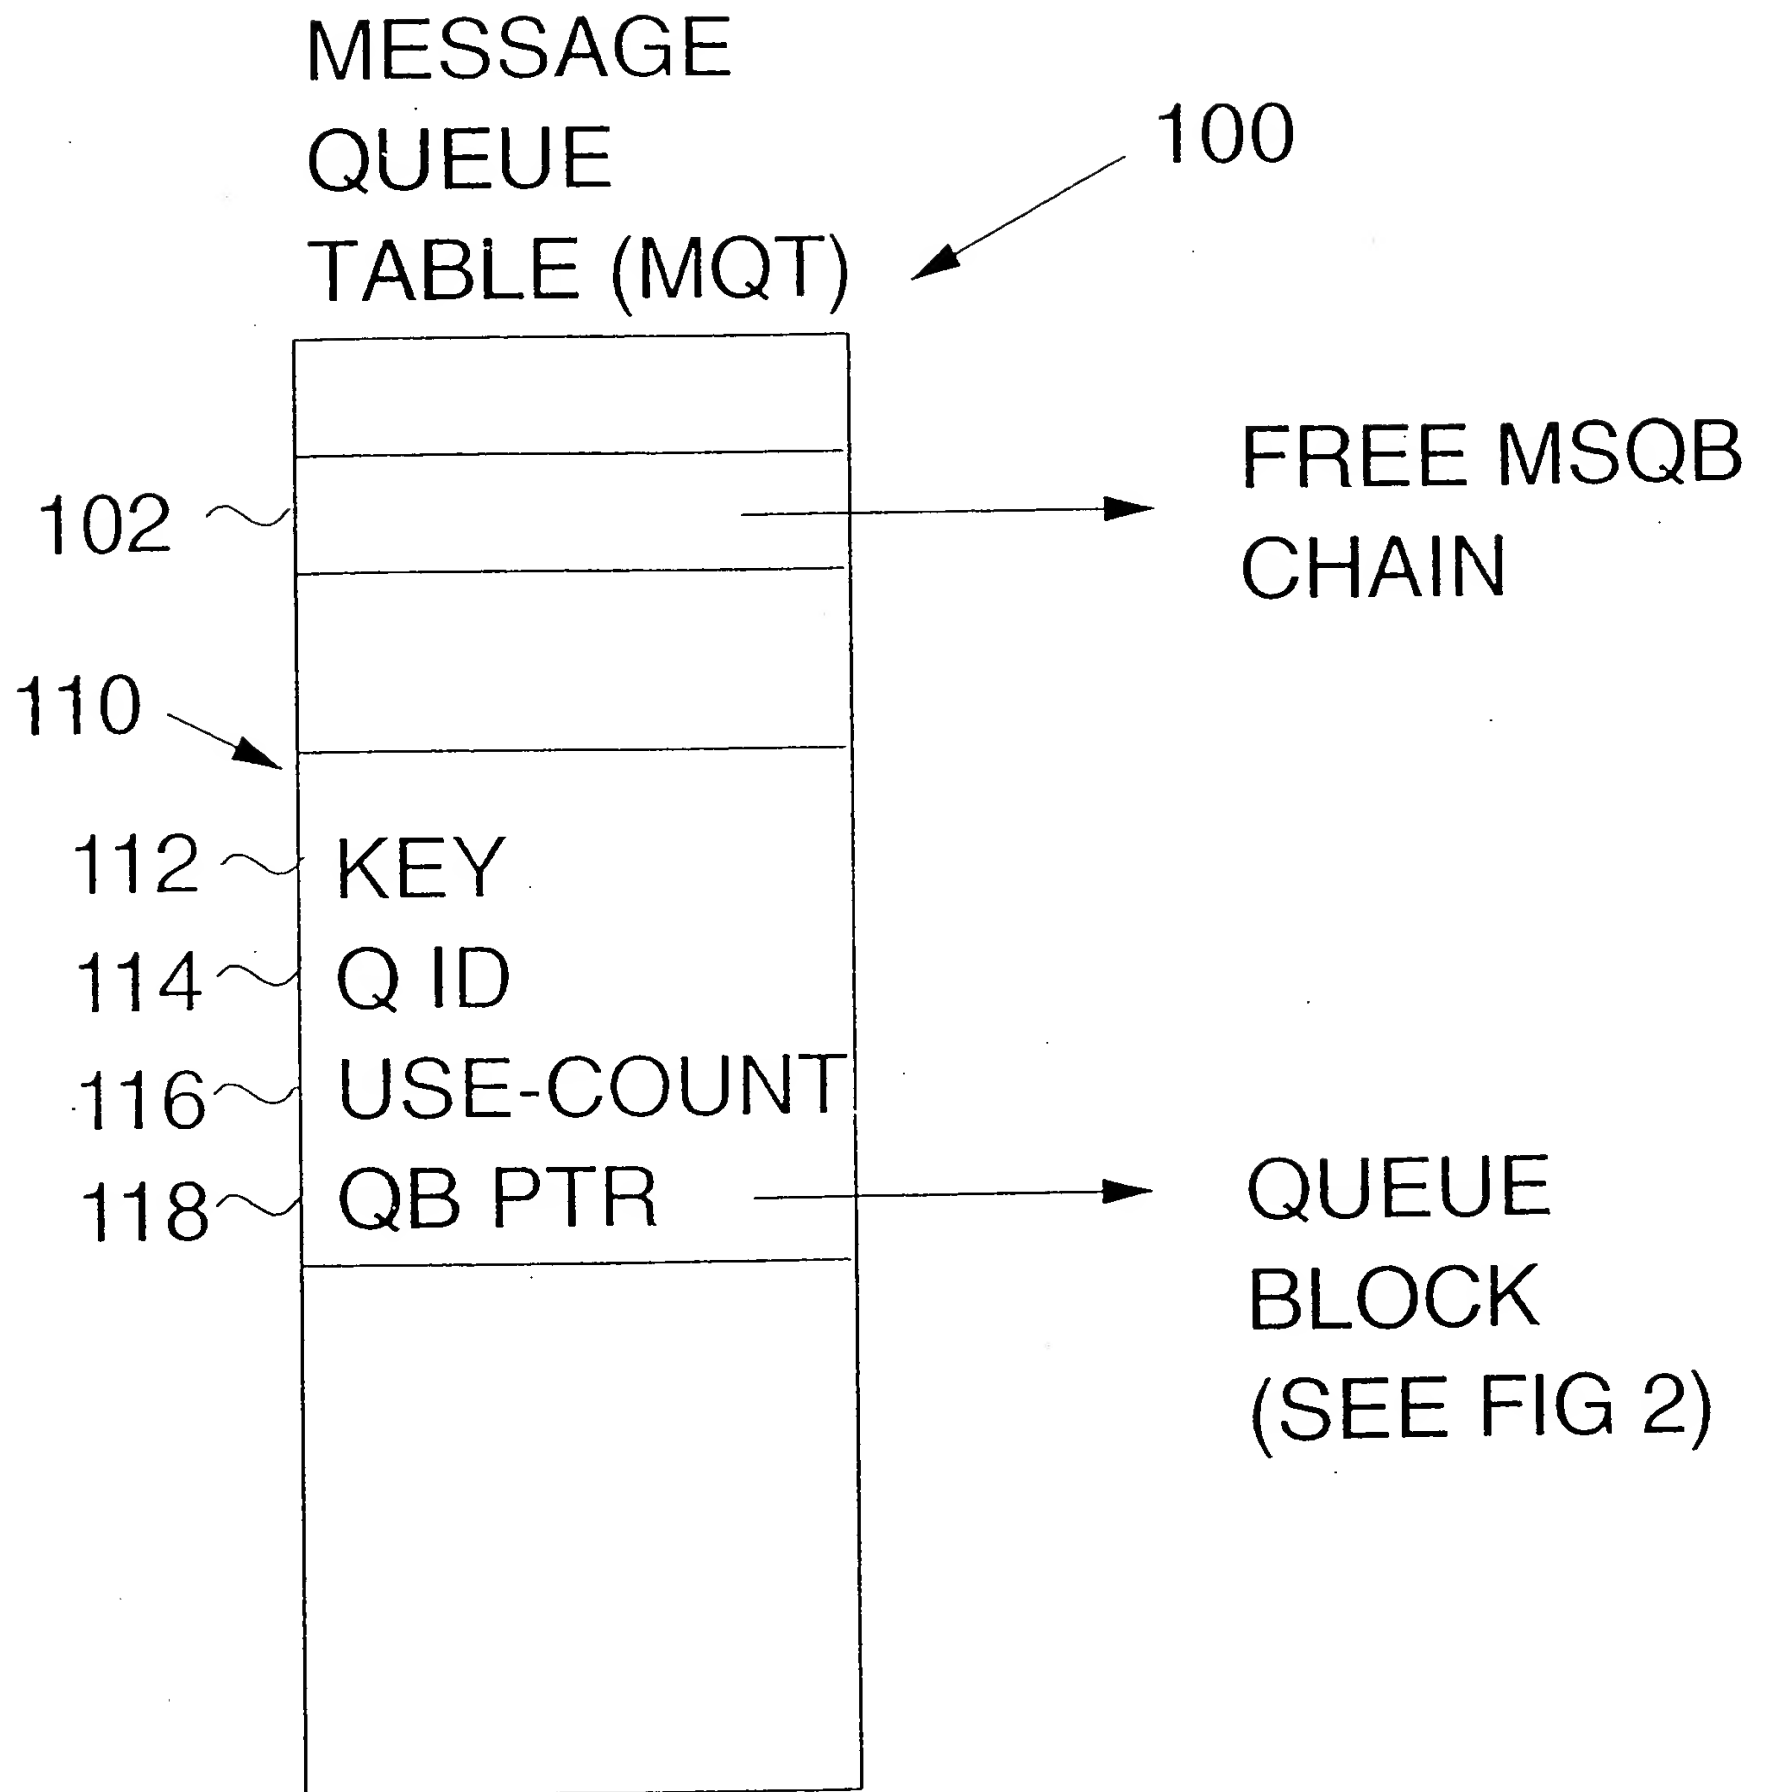 MESSAGE
QUEUE
TABLE (MQT)
100
102
FREE MSQB
CHAIN
110
112 KEY
114 Q ID
116 USE-COUNT
118 QB PTR
QUEUE
BLOCK
(SEE FIG 2)